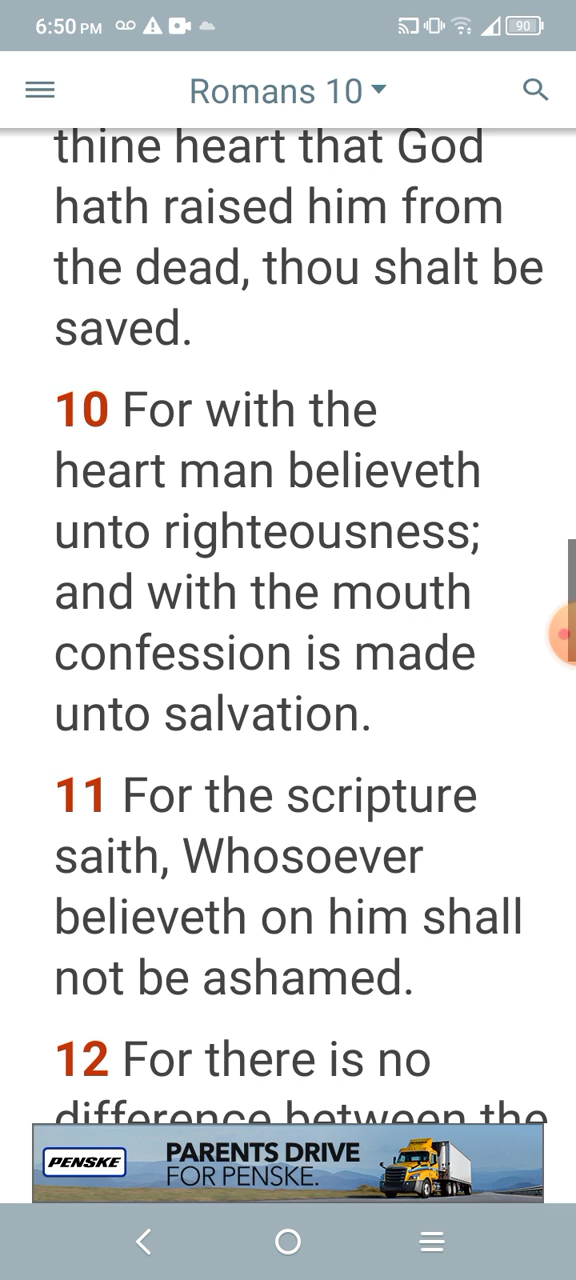 6:50 PM
90
Romans 10
thine heart that God
hath raised him from
the dead, thou shalt be
saved.
10 For with the
heart man believeth
unto righteousness;
and with the mouth
confession is made
unto salvation.
11 For the scripture
saith, Whosoever
believeth on him shall
not be ashamed.
12 For there is no
difference between the
PENSKE
PARENTS DRIVE
FOR PENSKE.